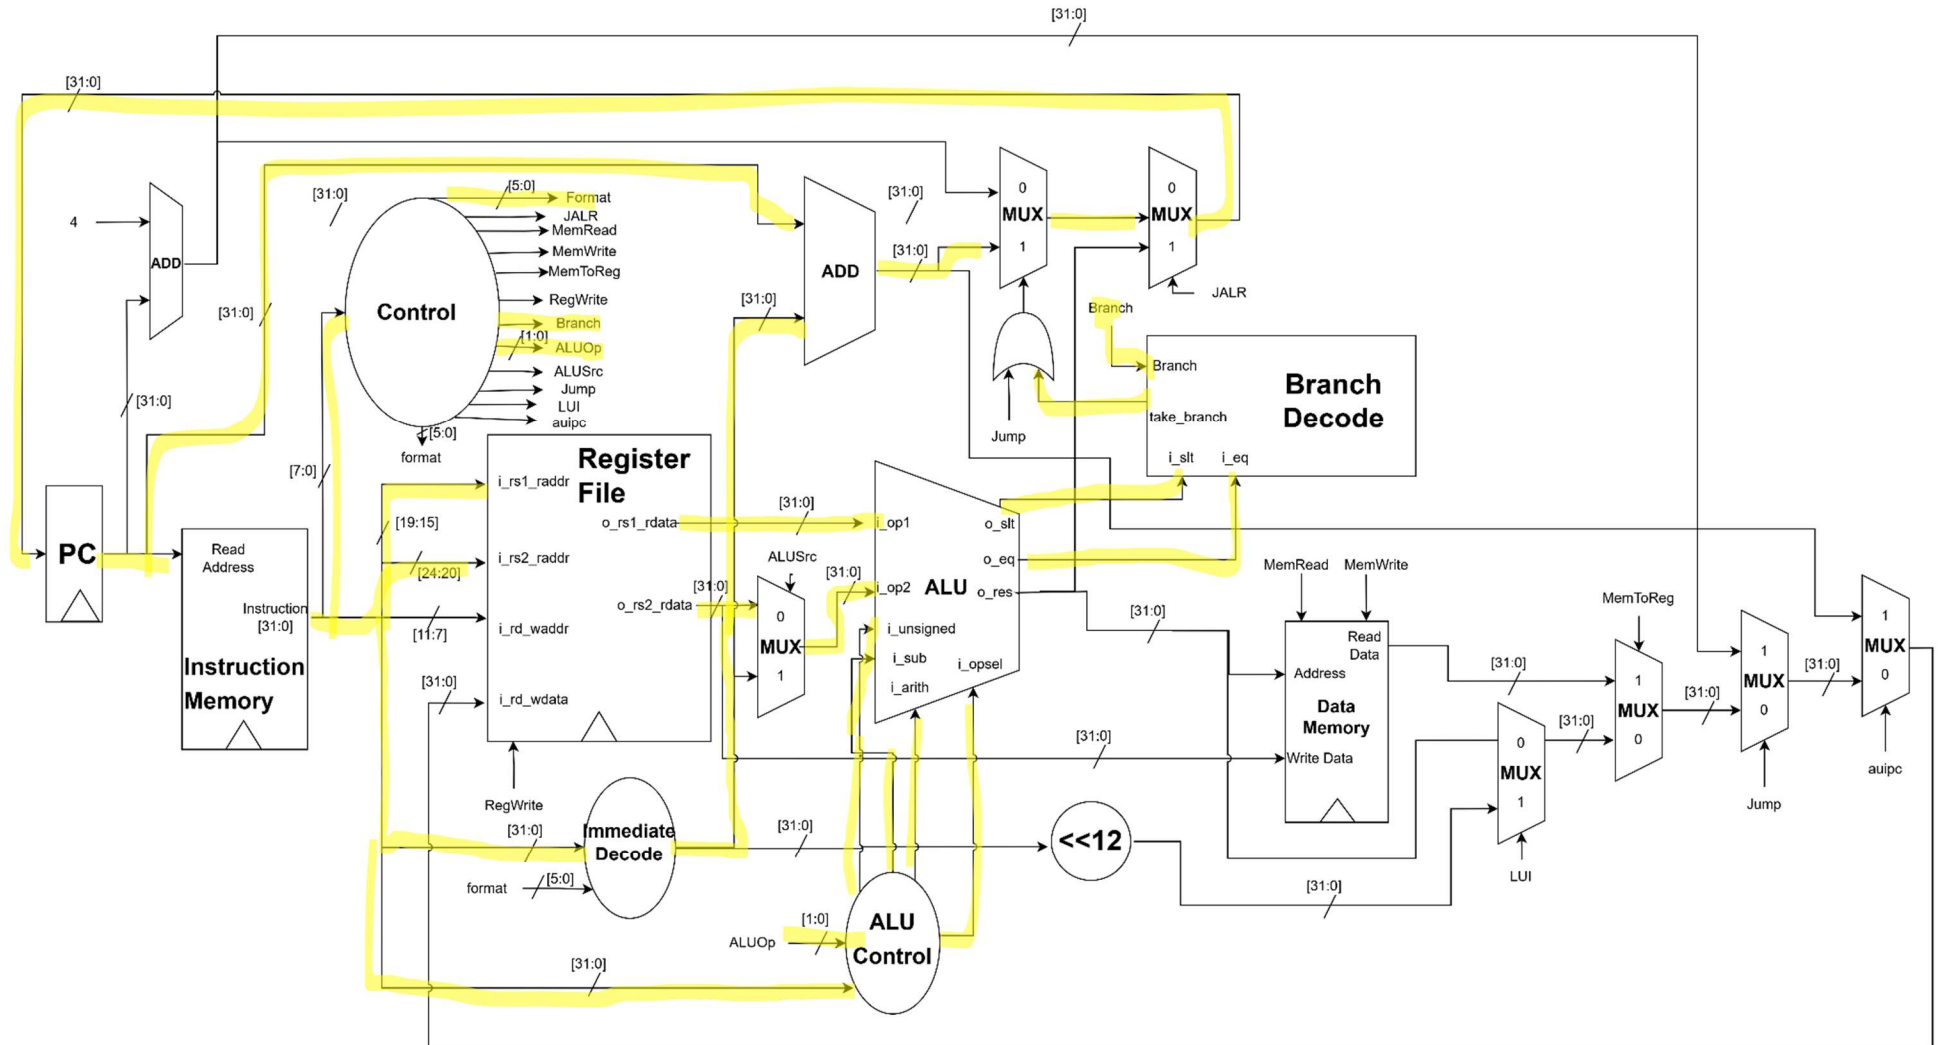 [31:0]
[31:0]
4
ADD
[31:0]
[31:0]
[31:0]
Control
[5:0]
Format
JALR
MemRead
MemWrite
MemToReg
RegWrite
Branch
[1:0]
ALUOp
ALUSrc
Jump
LUI
auipc
[5:0]
format
[7:0]
[31:0]
ADD
[31:0]
[31:0]
0
MUX
1
0
MUX
1
JALR
Jump
Branch
Branch
take_branch
Branch
Decode
i_slt
i_eq
PC
Read
Address
Instruction
[31:0]
Instruction
Memory
[19:15]
[24:20]
[11:7]
[31:0]
Register
File
i_rs1_raddr
o_rs1_rdata
i_rs2_raddr
o_rs2_rdata
i_rd_waddr
i_rd_wdata
RegWrite
[31:0]
ALUSrc
[31:0]
[31:0]
0
MUX
1
i_op1
o_slt
o_eq
i_op2
ALU
o_res
i_unsigned
i_sub
i_opsel
i_arith
[31:0]
[31:0]
MemRead
MemWrite
Read
Data
Address
Data
Memory
Write Data
[31:0]
MemToReg
1
MUX
0
[31:0]
0
MUX
1
LUI
[31:0]
[31:0]
1
MUX
0
Jump
[31:0]
1
MUX
0
auipc
[31:0]
Immediate
Decode
format
[5:0]
[31:0]
<<12
[31:0]
ALUOp
[1:0]
ALU
Control
[31:0]